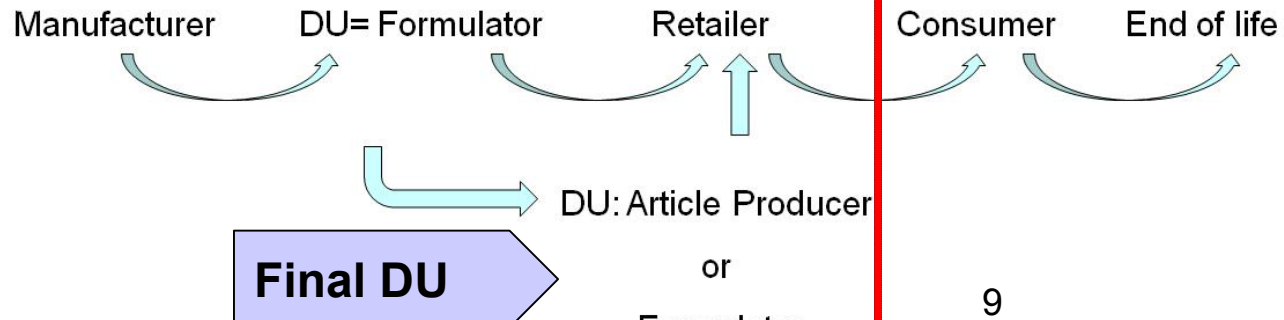 Manufacturer DU= Formulator Retailer Consumer End of life
DU: Article Producer
Final DU
or
9